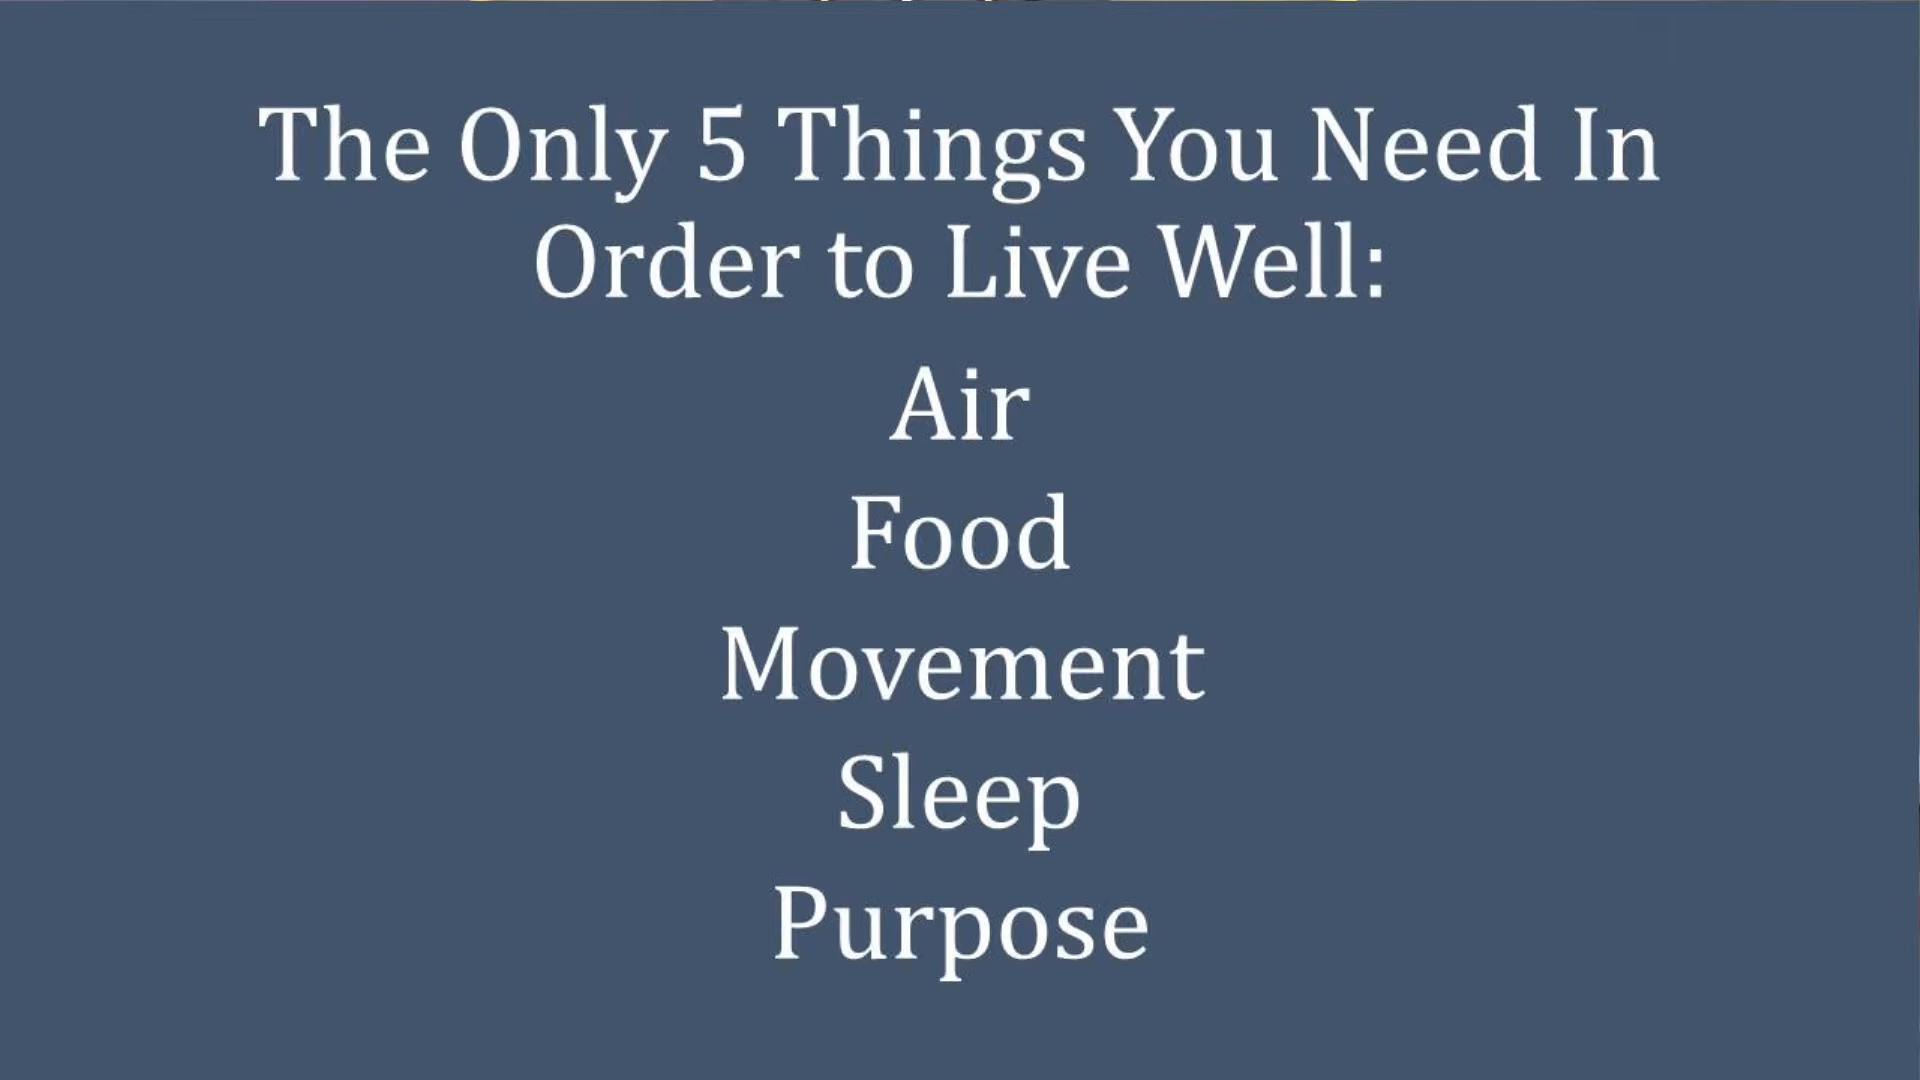 The Only 5 Things You Need In
Order to Live Well:
Air
Food
Movement
Sleep
Purpose